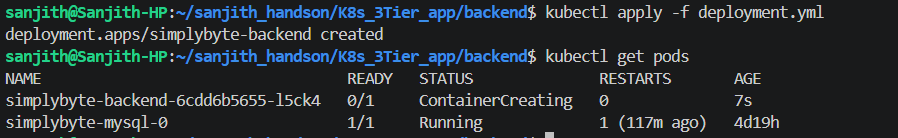 sanjith@Sanjith-HP:~/sanjith_handson/K8s_3Tier_app/backend$ kubectl apply -f deployment.yml
deployment.apps/simplybyte-backend created
sanjith@Sanjith-HP:~/sanjith_handson/K8s_3Tier_app/backend$ kubectl get pods
NAME READY STATUS RESTARTS AGE
simplybyte-backend-6cdd6b5655-l5ck4 0/1 ContainerCreating 0 7s
simplybyte-mysql-0 1/1 Running 1 (117m ago) 4d19h